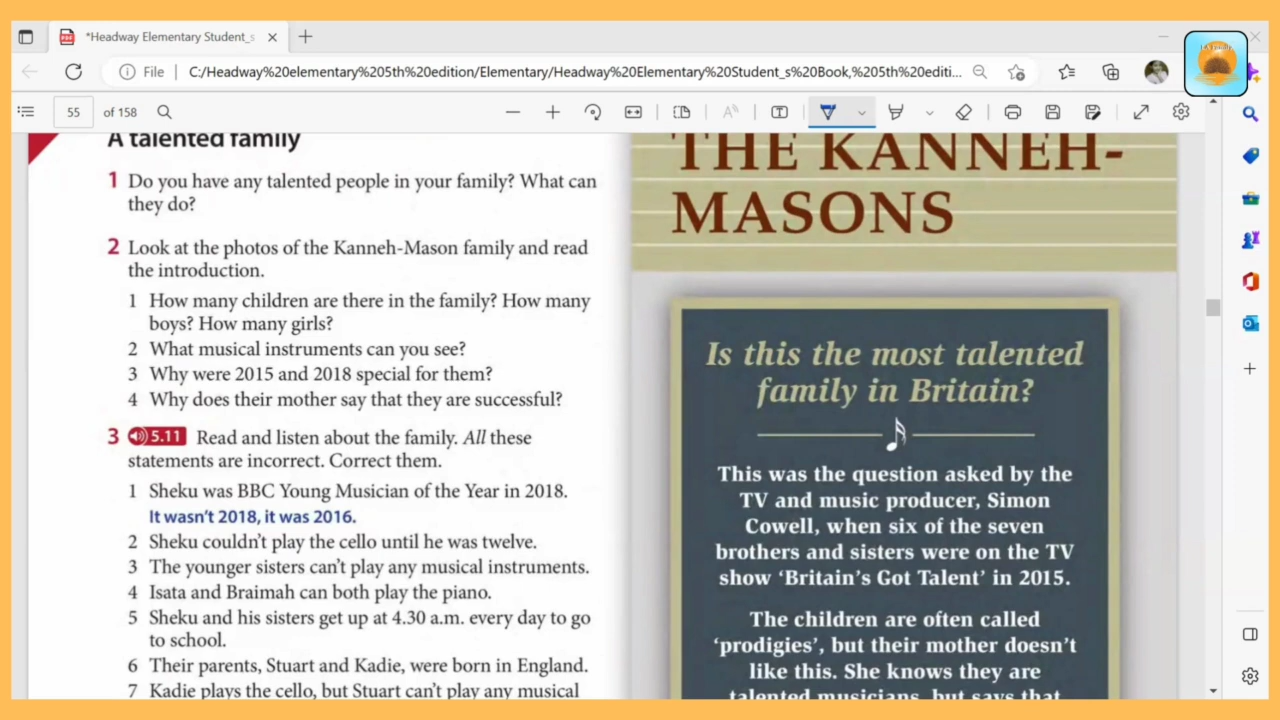 *Headway Elementary Student_s
File
C:/Headway%20elementary%205th%20edition/Elementary/Headway%20Elementary%20Student_s%20Book,%205th%20editi...
55 of 158
A talented family
1 Do you have any talented people in your family? What can
they do?
2 Look at the photos of the Kanneh-Mason family and read
the introduction.
1 How many children are there in the family? How many
boys? How many girls?
2 What musical instruments can you see?
3 Why were 2015 and 2018 special for them?
4 Why does their mother say that they are successful?
3 5.11 Read and listen about the family. All these
statements are incorrect. Correct them.
1 Sheku was BBC Young Musician of the Year in 2018.
It wasn't 2018, it was 2016.
2 Sheku couldn't play the cello until he was twelve.
3 The younger sisters can't play any musical instruments.
4 Isata and Braimah can both play the piano.
5 Sheku and his sisters get up at 4.30 a.m. every day to go
to school.
6 Their parents, Stuart and Kadie, were born in England.
7 Kadie plays the cello, but Stuart can't play any musical
THE KANNEH-
MASONS
Is this the most talented
family in Britain?
This was the question asked by the
TV and music producer, Simon
Cowell, when six of the seven
brothers and sisters were on the TV
show 'Britain's Got Talent' in 2015.
The children are often called
'prodigies', but their mother doesn't
like this. She knows they are
talented musicians, but says that